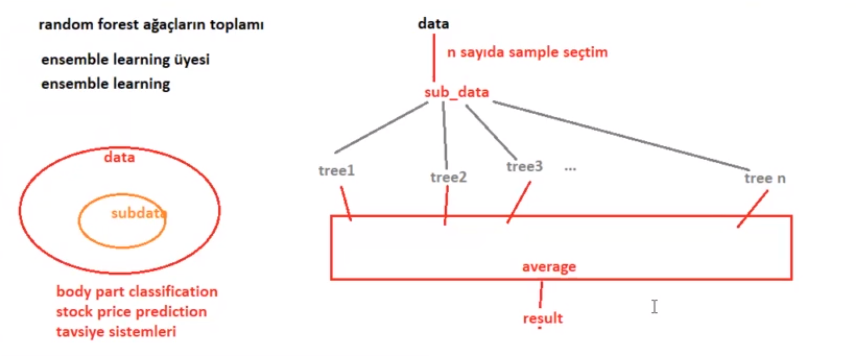 random forest ağaçların toplamı
ensemble learning üyesi
ensemble learning
data
subdata
body part classification
stock price prediction
tavsiye sistemleri
data
n sayıda sample seçtim
sub_data
tree1
tree2
tree3
...
tree n
average
result